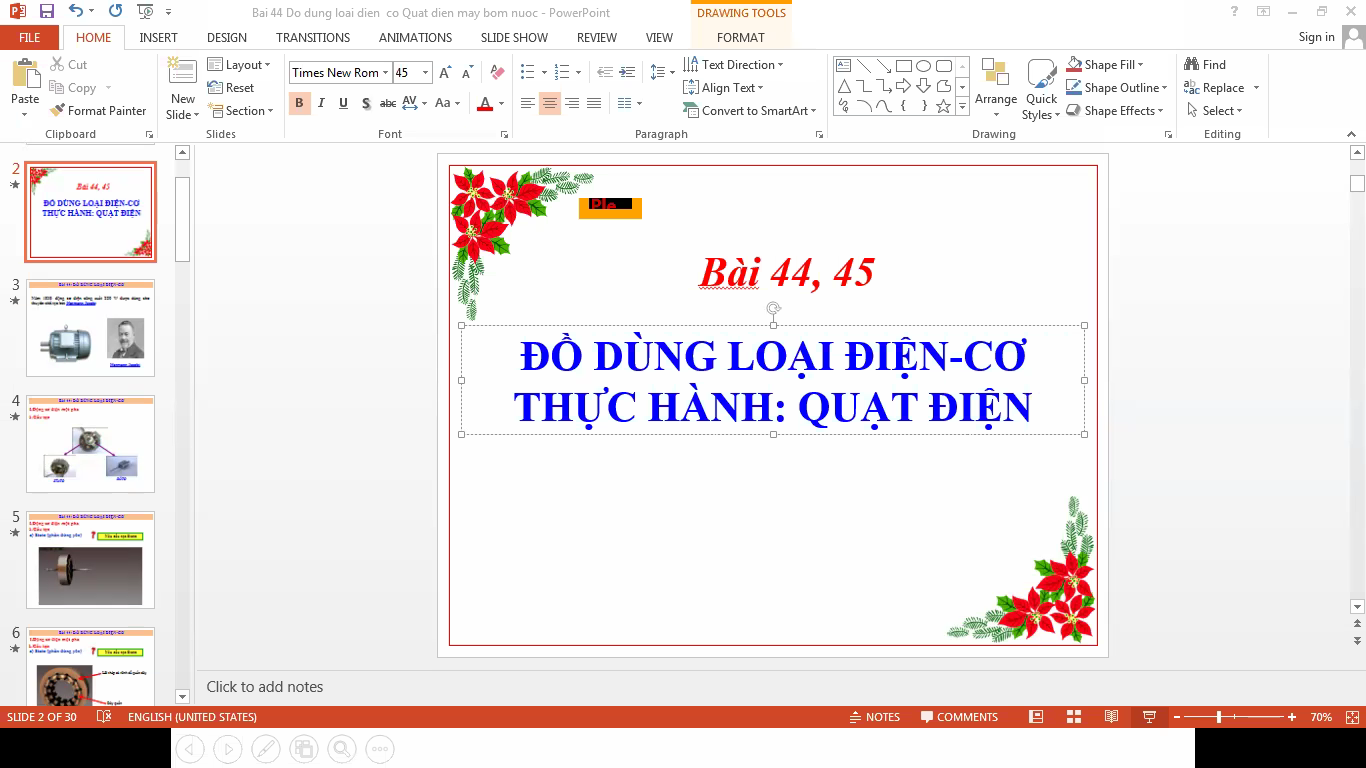 Bai 44 Do dung loai dien  co Quat dien may bom nuoc - PowerPoint
DRAWING TOOLS
FILE
HOME
INSERT
DESIGN
TRANSITIONS
ANIMATIONS
SLIDE SHOW
REVIEW
VIEW
FORMAT
Sign in
Paste
Cut
Copy
Format Painter
Clipboard
New Slide
Layout
Reset
Section
Slides
Times New Rom
45
Font
Text Direction
Align Text
Convert to SmartArt
Paragraph
Arrange
Quick Styles
Shape Fill
Shape Outline
Shape Effects
Drawing
Find
Replace
Select
Editing
2
Bài 44, 45
ĐỒ DÙNG LOẠI ĐIỆN-CƠ
THỰC HÀNH: QUẠT ĐIỆN
3
4
5
6
Bài 44, 45
ĐỒ DÙNG LOẠI ĐIỆN-CƠ
THỰC HÀNH: QUẠT ĐIỆN
Click to add notes
SLIDE 2 OF 30
ENGLISH (UNITED STATES)
NOTES
COMMENTS
70%